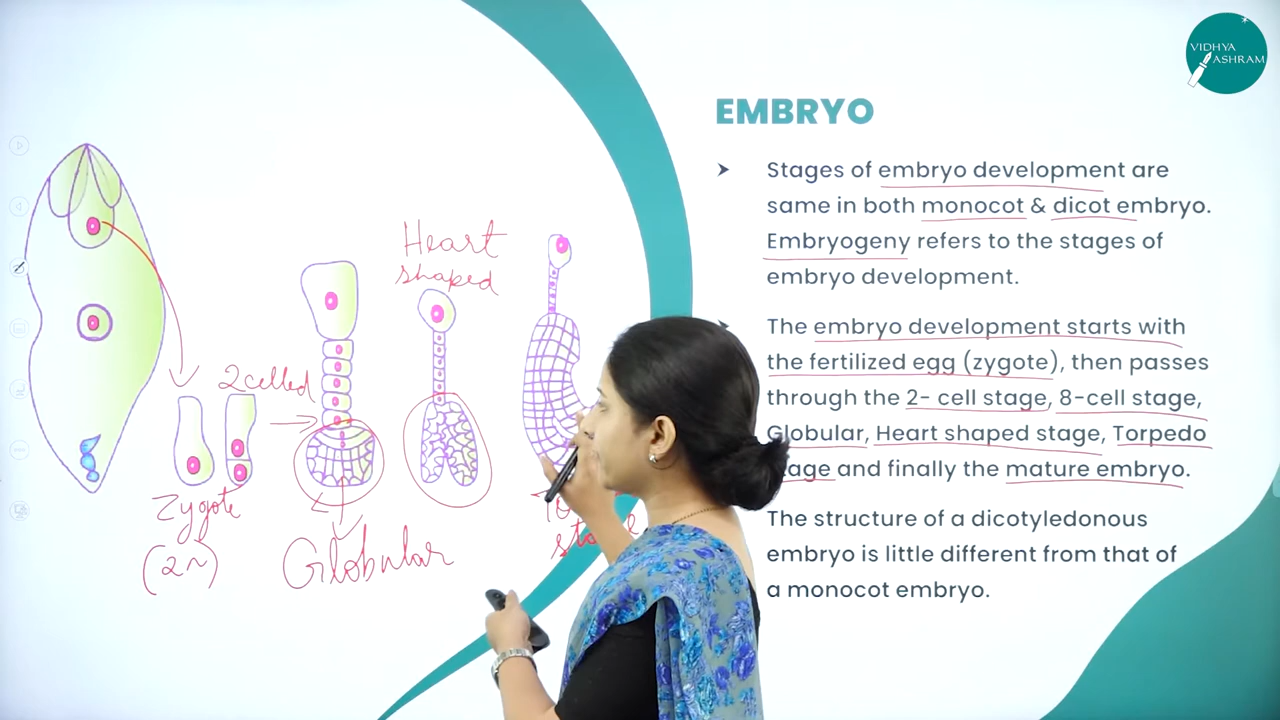 VIDHYA
ASHRAM
EMBRYO
Stages of embryo development are
same in both monocot & dicot embryo.
Embryogeny refers to the stages of
embryo development.
The embryo development starts with
the fertilized egg (zygote), then passes
through the 2- cell stage, 8-cell stage,
Globular, Heart shaped stage, Torpedo
and finally the mature embryo.
The structure of a dicotyledonous
embryo is little different from that of
a monocot embryo.
Heart
shaped
2 celled
Zygote
(2n)
Globular